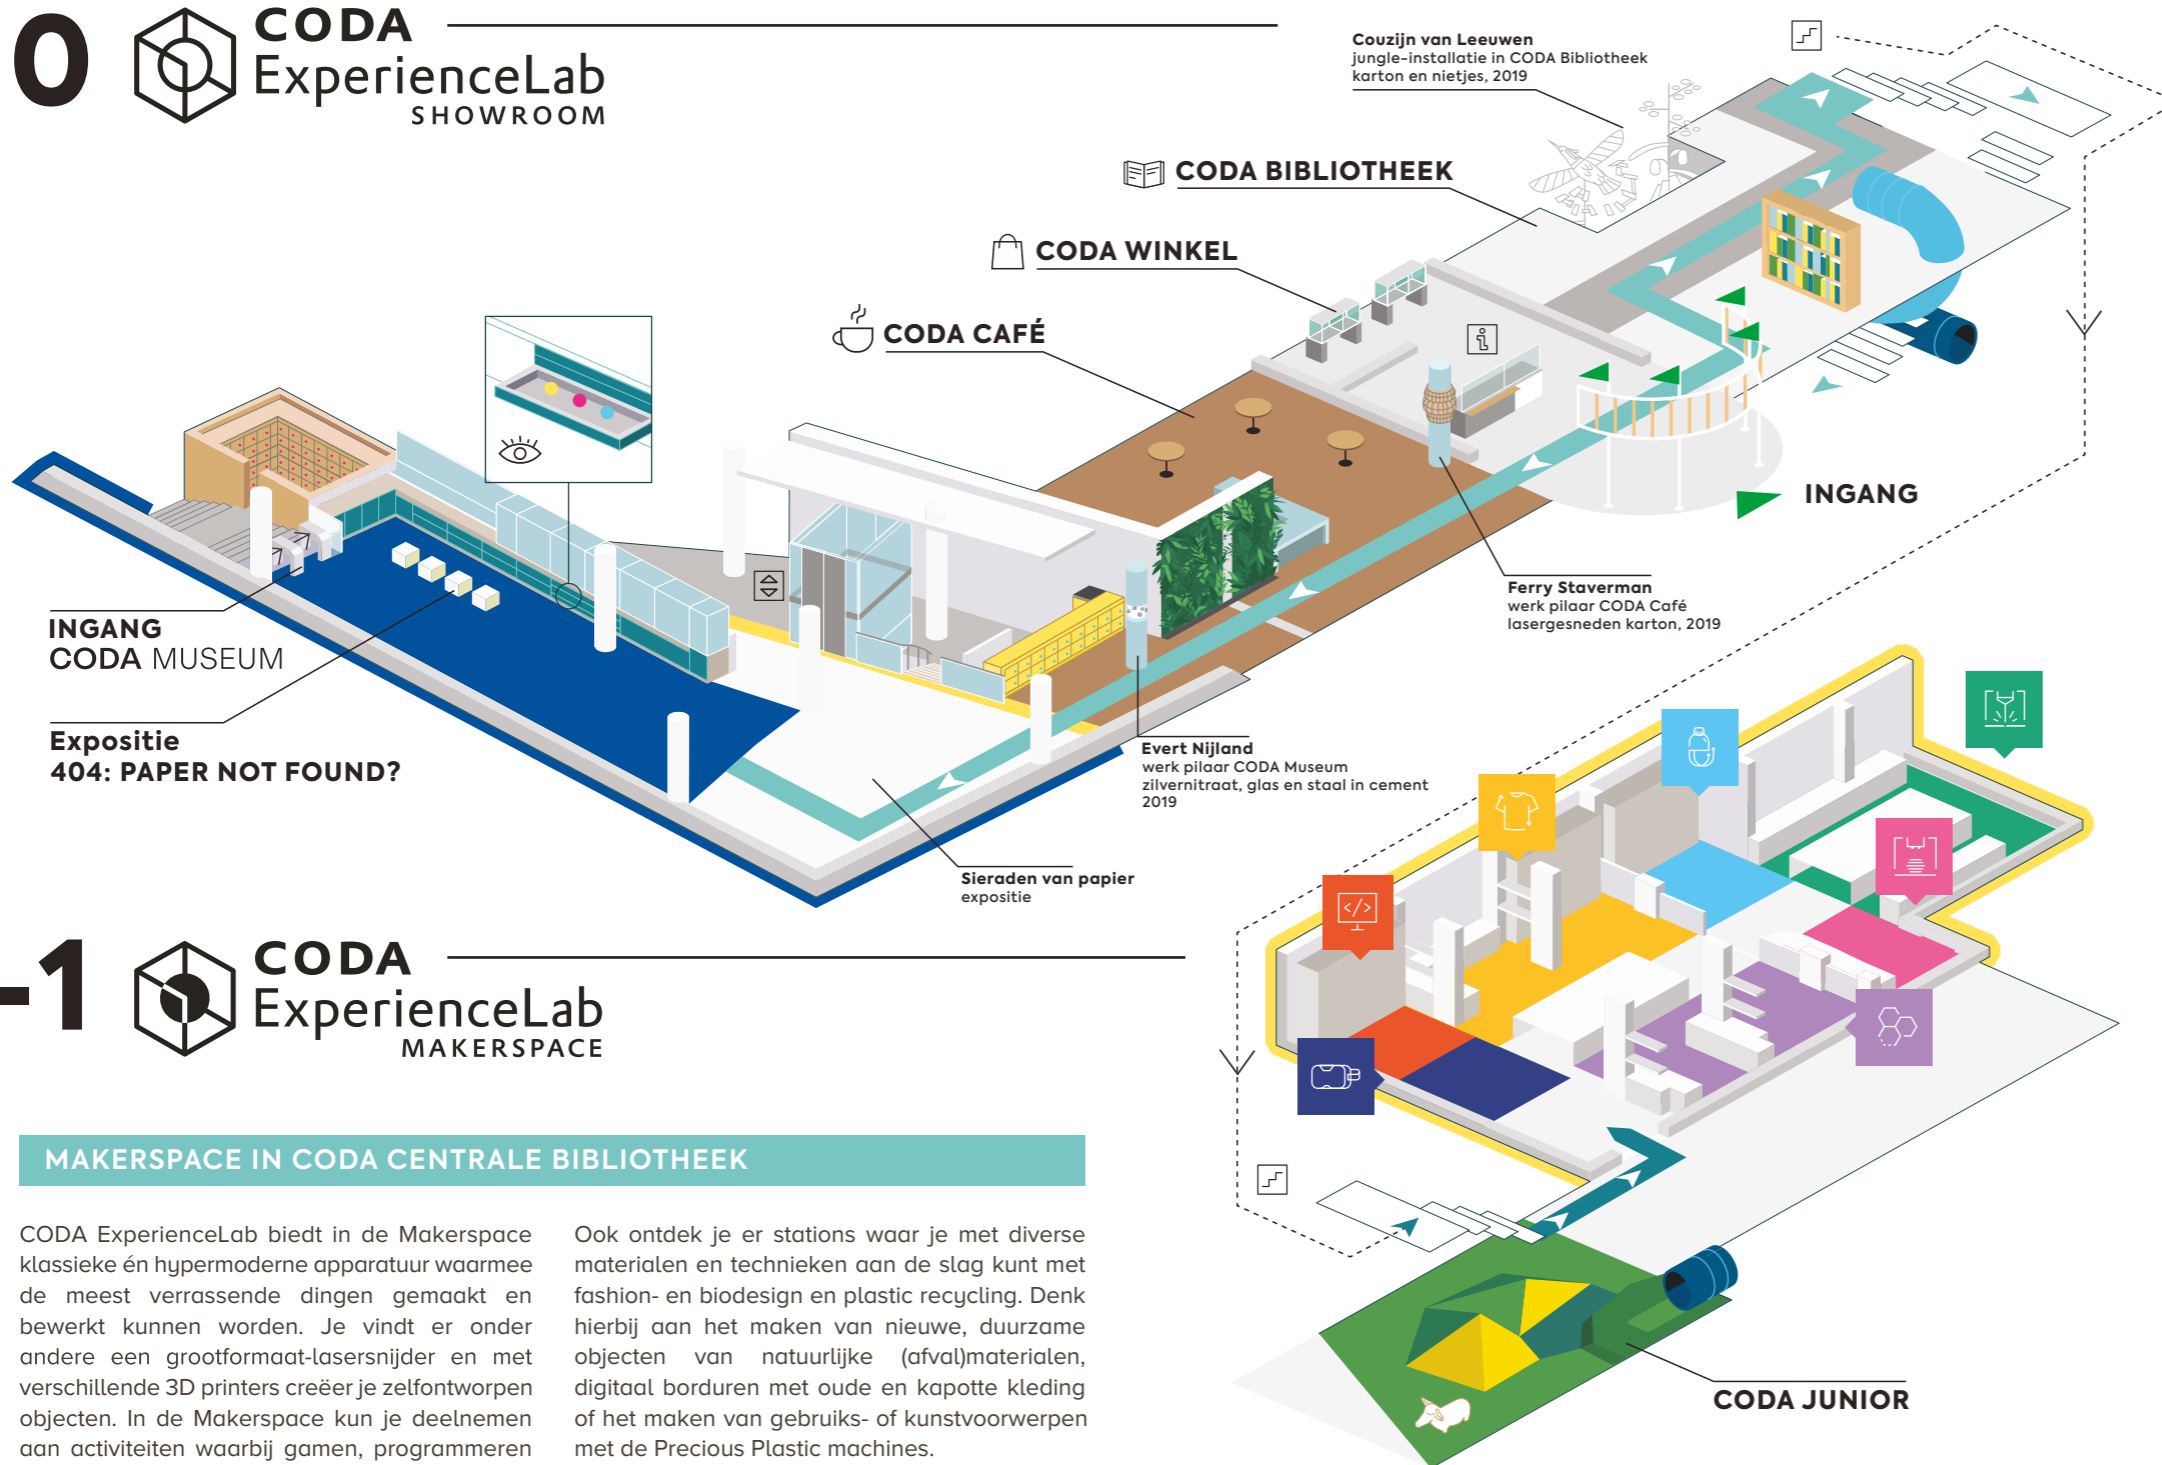 0
CODA
ExperienceLab
SHOWROOM
Couzijn van Leeuwen
jungle-installatie in CODA Bibliotheek
karton en nietjes, 2019
CODA BIBLIOTHEEK
CODA WINKEL
CODA CAFÉ
i
INGANG
Ferry Staverman
werk pilaar CODA Café
lasergesneden karton, 2019
INGANG
CODA MUSEUM
Expositie
404: PAPER NOT FOUND?
Evert Nijland
werk pilaar CODA Museum
zilvernitraat, glas en staal in cement
2019
Sieraden van papier
expositie
</>
-1
CODA
ExperienceLab
MAKERSPACE
MAKERSPACE IN CODA CENTRALE BIBLIOTHEEK
CODA ExperienceLab biedt in de Makerspace
klassieke én hypermoderne apparatuur waarmee
de meest verrassende dingen gemaakt en
bewerkt kunnen worden. Je vindt er onder
andere een grootformaat-lasersnijder en met
verschillende 3D printers creëer je zelfontworpen
objecten. In de Makerspace kun je deelnemen
aan activiteiten waarbij gamen, programmeren
Ook ontdek je er stations waar je met diverse
materialen en technieken aan de slag kunt met
fashion- en biodesign en plastic recycling. Denk
hierbij aan het maken van nieuwe, duurzame
objecten van natuurlijke (afval)materialen,
digitaal borduren met oude en kapotte kleding
of het maken van gebruiks- of kunstvoorwerpen
met de Precious Plastic machines.
CODA JUNIOR